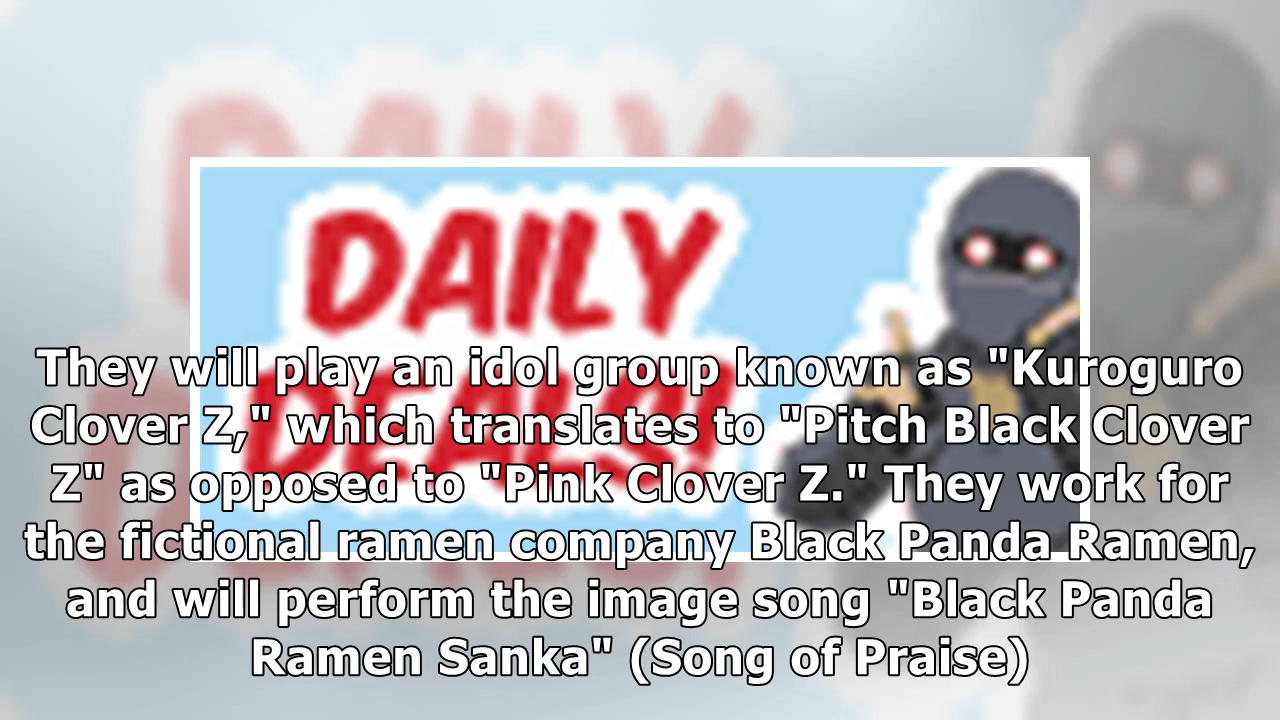 DAILY
DEALS!
They will play an idol group known as "Kuroguro
Clover Z," which translates to "Pitch Black Clover
Z" as opposed to "Pink Clover Z." They work for
the fictional ramen company Black Panda Ramen,
and will perform the image song "Black Panda
Ramen Sanka" (Song of Praise)